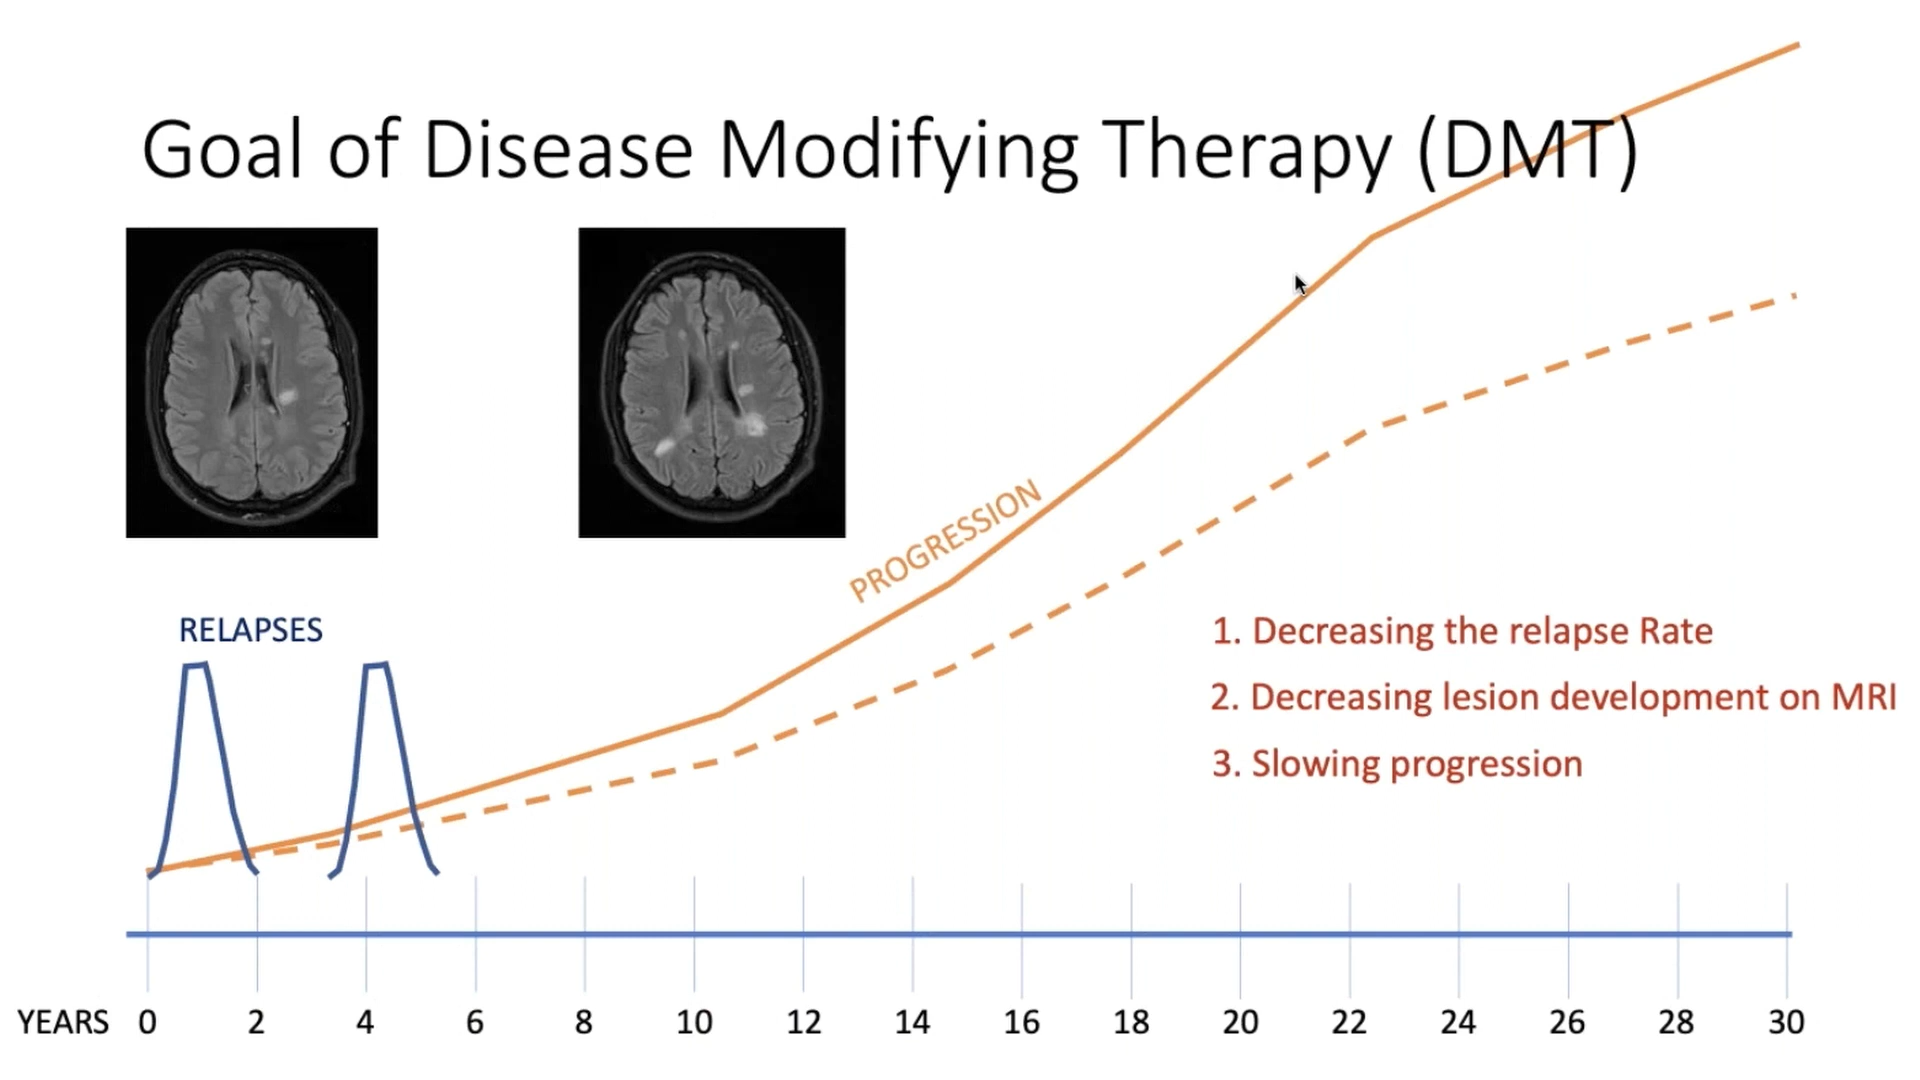 Goal of Disease Modifying Therapy (DMT)
PROGRESSION
RELAPSES
1. Decreasing the relapse Rate
2. Decreasing lesion development on MRI
3. Slowing progression
YEARS 0 2 4 6 8 10 12 14 16 18 20 22 24 26 28 30